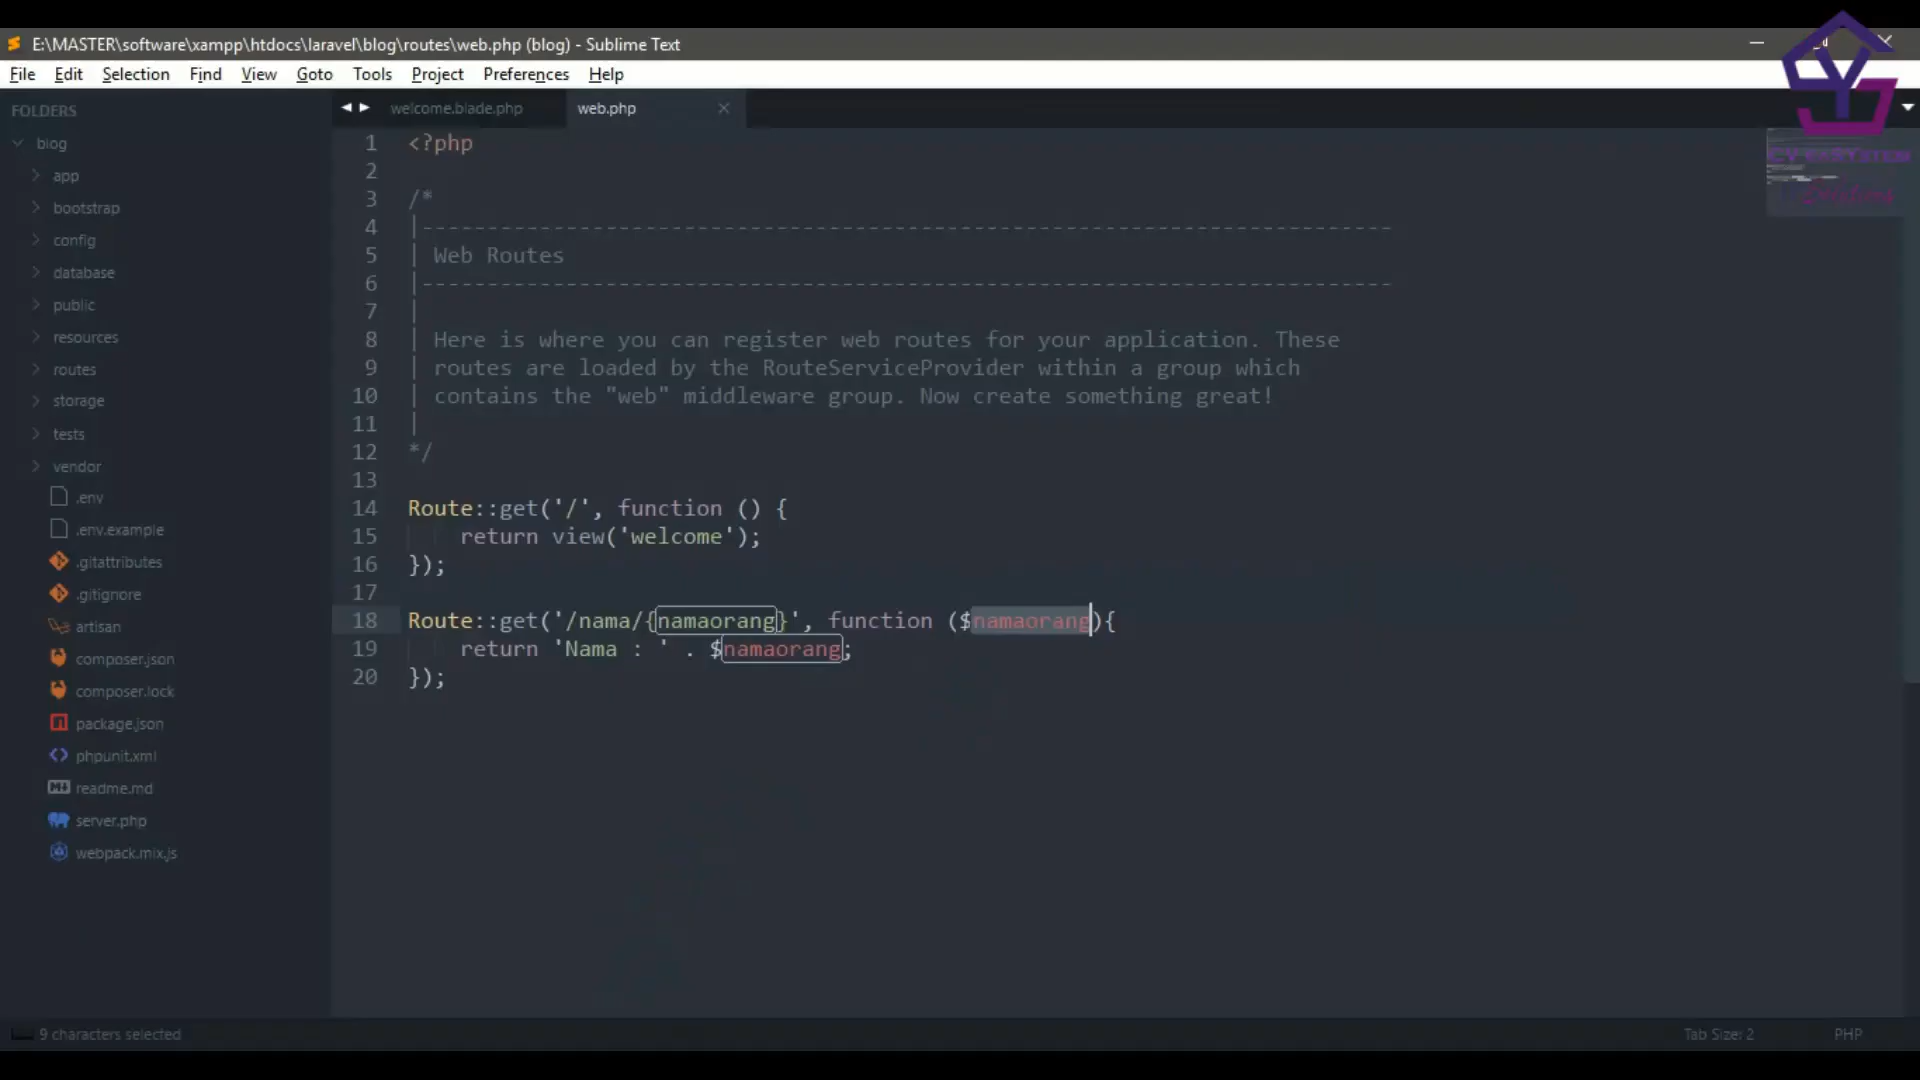 E:\MASTER\software\xampp\htdocs\laravel\blog\routes\web.php (blog) - Sublime Text
File Edit Selection Find View Goto Tools Project Preferences Help
FOLDERS
blog
app
bootstrap
config
database
public
resources
routes
storage
tests
vendor
.env
.env.example
.gitattributes
.gitignore
artisan
composer.json
composer.lock
package.json
phpunit.xml
readme.md
server.php
webpack.mix.js
welcome.blade.php web.php
1 <?php
2
3 /*
4 |--------------------------------------------------------------------------
5 | Web Routes
6 |--------------------------------------------------------------------------
7 |
8 | Here is where you can register web routes for your application. These
9 | routes are loaded by the RouteServiceProvider within a group which
10 | contains the "web" middleware group. Now create something great!
11 |
12 */
13
14 Route::get('/', function () {
15 return view('welcome');
16 });
17
18 Route::get('/nama/{namaorang}', function ($namaorang){
19 return 'Nama : ' . $namaorang;
20 });
Solutions
9 characters selected
Tab Size: 2 PHP